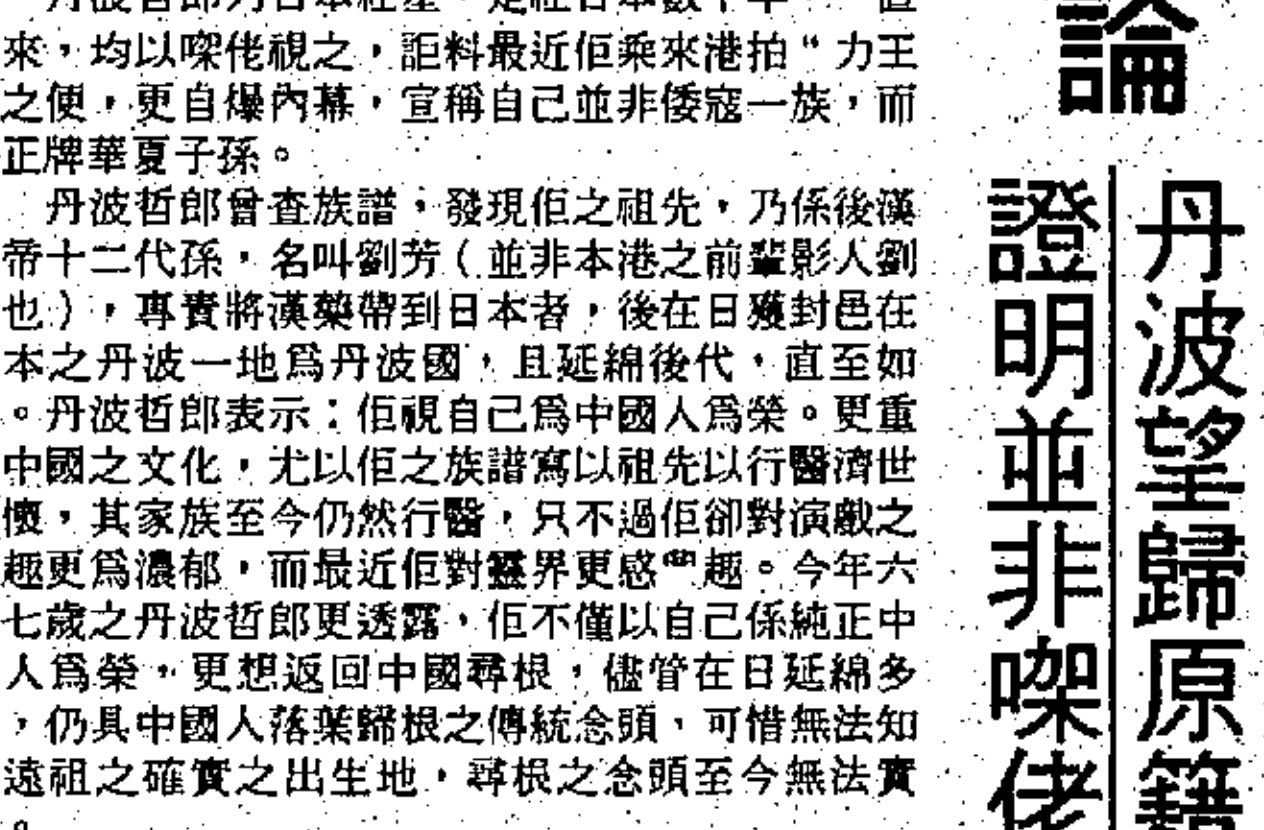 論
丹波望歸原籍
證明並非㗎佬
丹波哲郎乃日本紅星
來，均以㗎佬視之，詎料最近佢乘來港拍“力王
之便，更自爆內幕，宣稱自己並非倭寇一族，而
正牌華夏子孫。
丹波哲郎曾查族譜，發現佢之祖先，乃係後漢
帝十二代孫，名叫劉芳（並非本港之前輩影人劉
也），專責將漢藥帶到日本者，後在日獲封邑在
本之丹波一地爲丹波國，且延綿後代，直至如
。丹波哲郎表示：佢視自己爲中國人爲榮。更重
中國之文化，尤以佢之族譜寫以祖先以行醫濟世
懷，其家族至今仍然行醫，只不過佢卻對演戲之
趣更爲濃郁，而最近佢對靈界更感興趣。今年六
七歲之丹波哲郎更透露，佢不僅以自己係純正中
人爲榮，更想返回中國尋根，儘管在日延綿多
，仍具中國人落葉歸根之傳統念頭，可惜無法知
遠祖之確實之出生地，尋根之念頭至今無法實
。